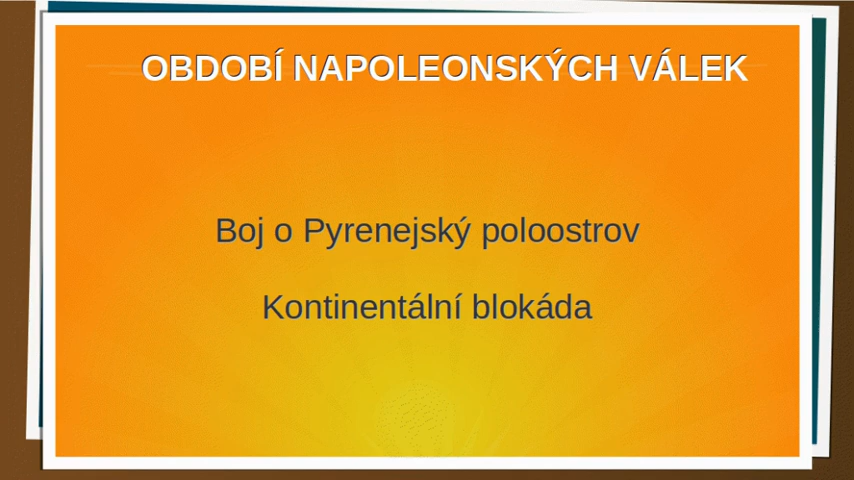 OBDOBÍ NAPOLEONSKÝCH VÁLEK
Boj o Pyrenejský poloostrov
Kontinentální blokáda